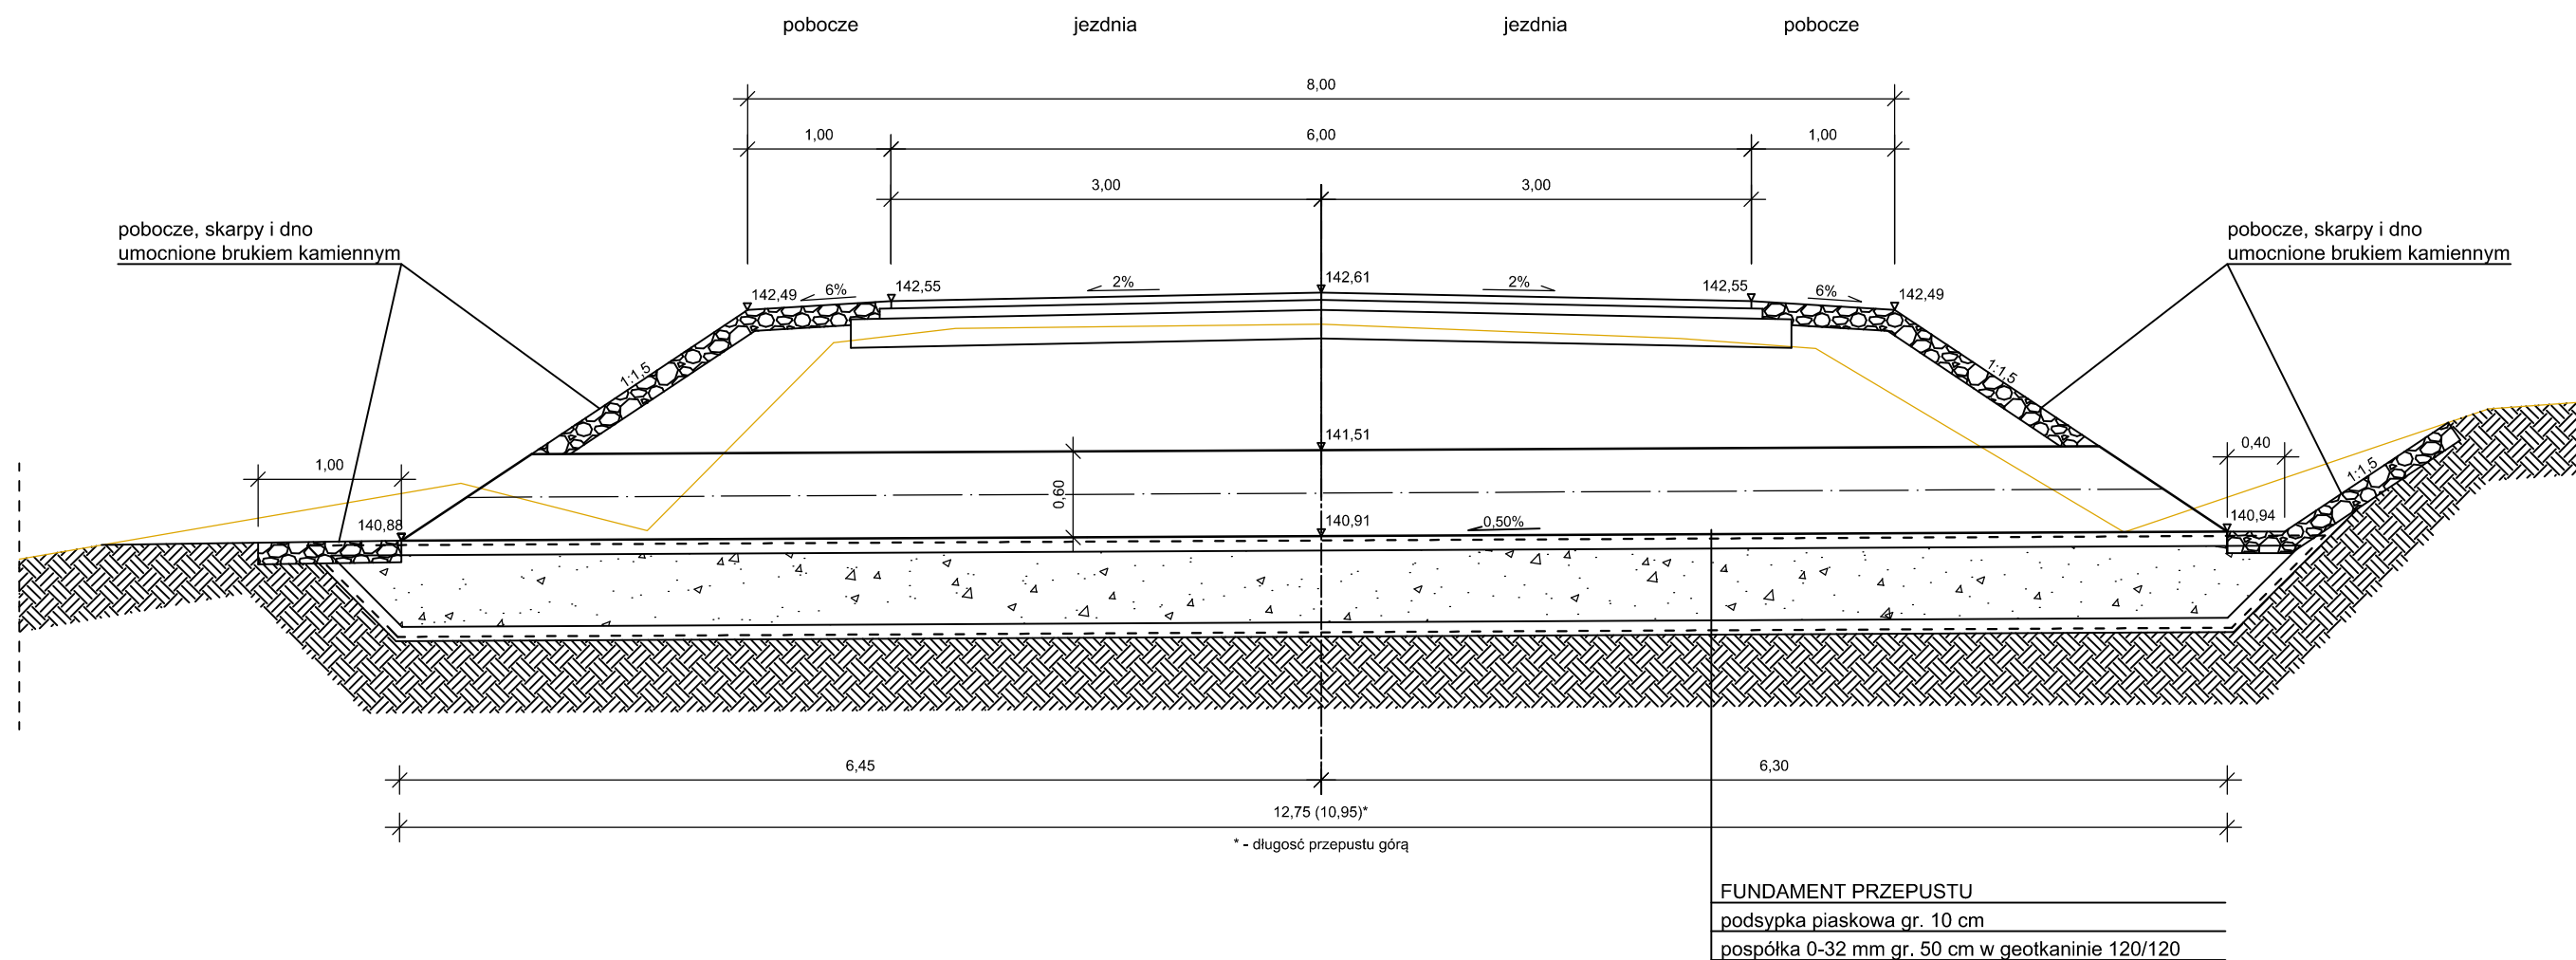 pobocze jezdnia jezdnia pobocze
8,00
1,00 6,00 1,00
3,00 3,00
pobocze, skarpy i dno
umocnione brukiem kamiennym
pobocze, skarpy i dno
umocnione brukiem kamiennym
142,49 6% 142,55 2% 142,61 2% 142,55 6% 142,49
1:1,5 1:1,5
141,51
1,00 0,60 0,40 1:1,5
140,88 140,91 0,50% 140,94
6,45 6,30
12,75 (10,95)*
* - długość przepustu górą
FUNDAMENT PRZEPUSTU
podsypka piaskowa gr. 10 cm
pospółka 0-32 mm gr. 50 cm w geotkaninie 120/120